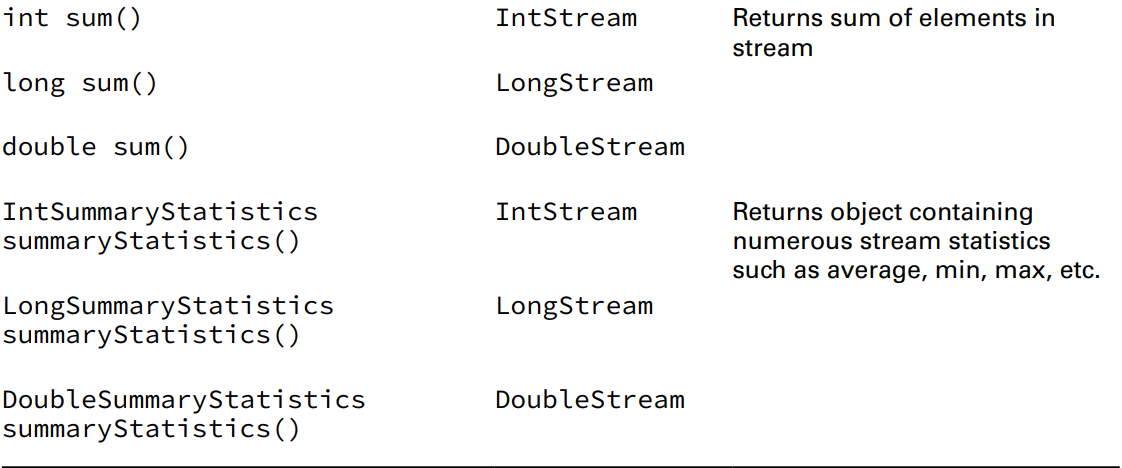 int sum() IntStream Returns sum of elements in
stream
long sum() LongStream
double sum() DoubleStream
IntSummaryStatistics IntStream Returns object containing
summaryStatistics() numerous stream statistics
such as average, min, max, etc.
LongSummaryStatistics LongStream
summaryStatistics()
DoubleSummaryStatistics DoubleStream
summaryStatistics()